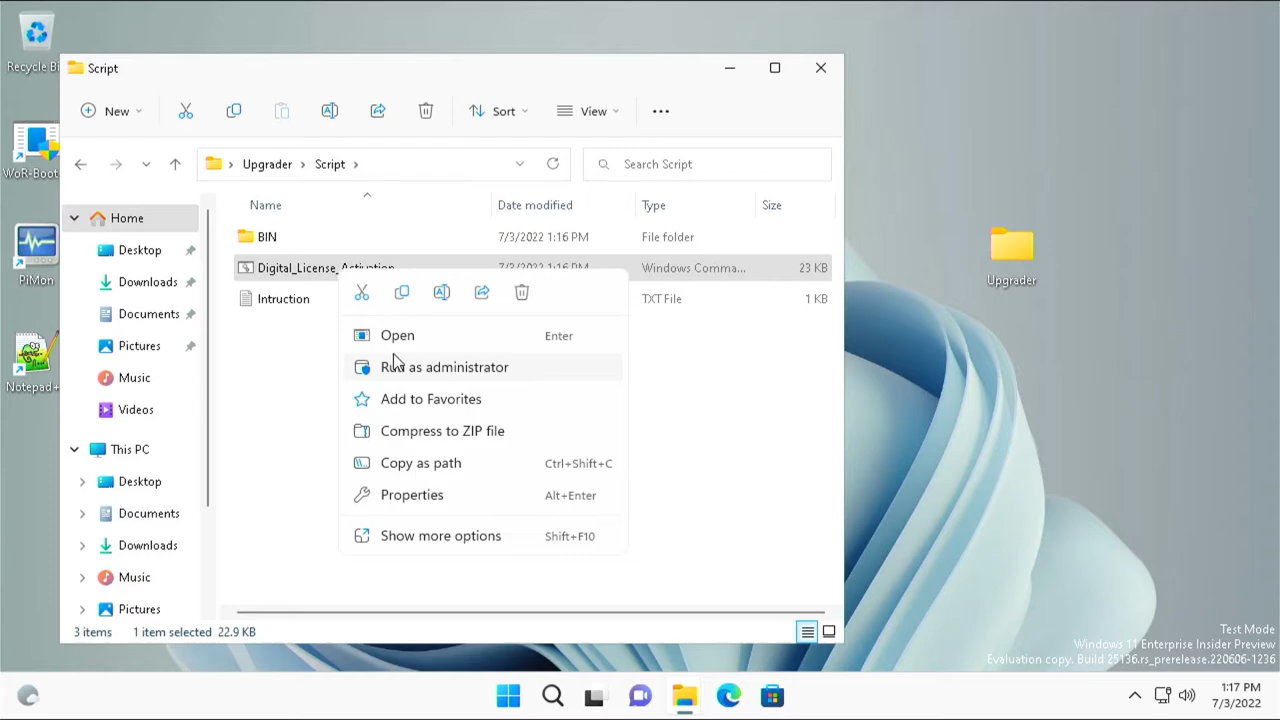 Recycle Bi
WoR-Boot
PiMon
Notepad+
Script
New
Sort
View
Upgrader
Script
Search Script
Name
Date modified
Type
Size
BIN
7/3/2022 1:16 PM
File folder
Digital_License_Activation
7/3/2022 1:16 PM
Windows Comma...
23 KB
Intruction
TXT File
1 KB
Open
Enter
Run as administrator
Add to Favorites
Compress to ZIP file
Copy as path
Ctrl+Shift+C
Properties
Alt+Enter
Show more options
Shift+F10
Home
Desktop
Downloads
Documents
Pictures
Music
Videos
This PC
Desktop
Documents
Downloads
Music
Pictures
3 items
1 item selected 22.9 KB
Upgrader
Test Mode
Windows 11 Enterprise Insider Preview
Evaluation copy. Build 25136.rs_prerelease.220606-1236
1:17 PM
7/3/2022